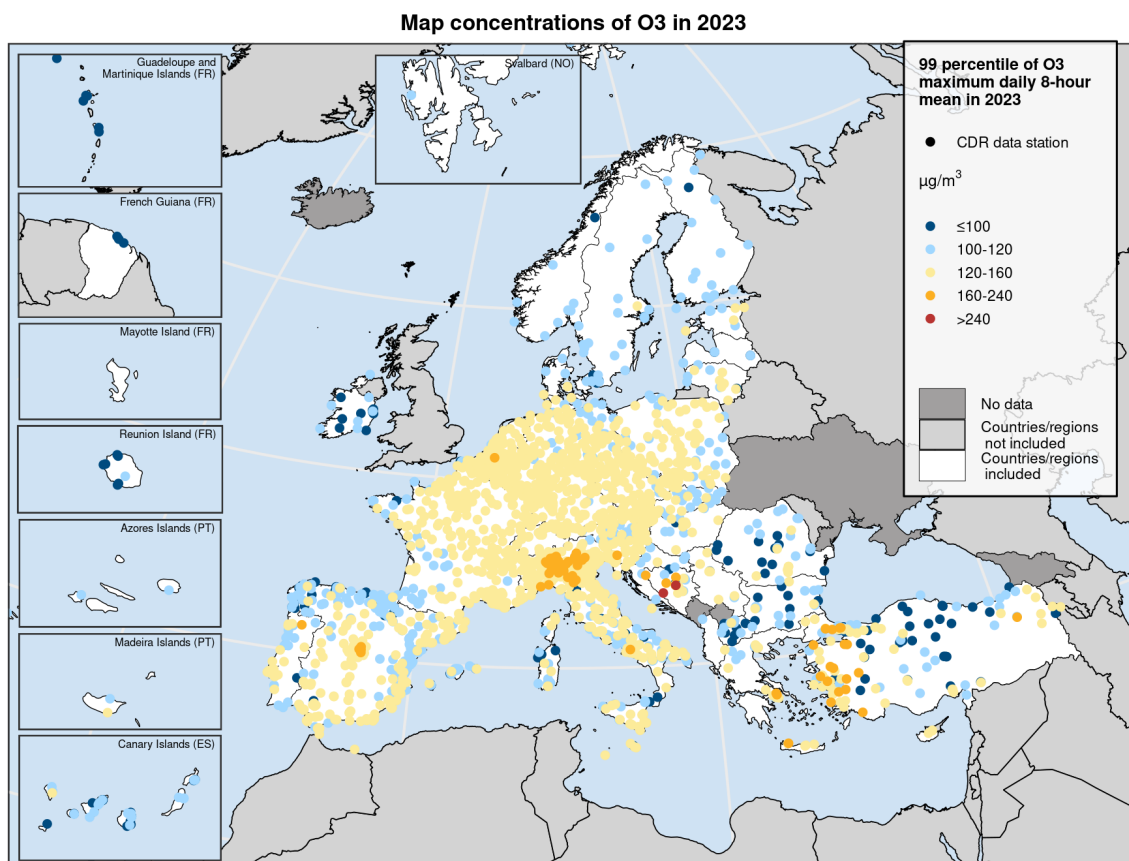 Map concentrations of O3 in 2023
Guadeloupe and
Martinique Islands (FR)
Svalbard (NO)
99 percentile of O3
maximum daily 8-hour
mean in 2023
CDR data station
µg/m³
≤100
100-120
120-160
160-240
>240
No data
Countries/regions
not included
Countries/regions
included
French Guiana (FR)
Mayotte Island (FR)
Reunion Island (FR)
Azores Islands (PT)
Madeira Islands (PT)
Canary Islands (ES)